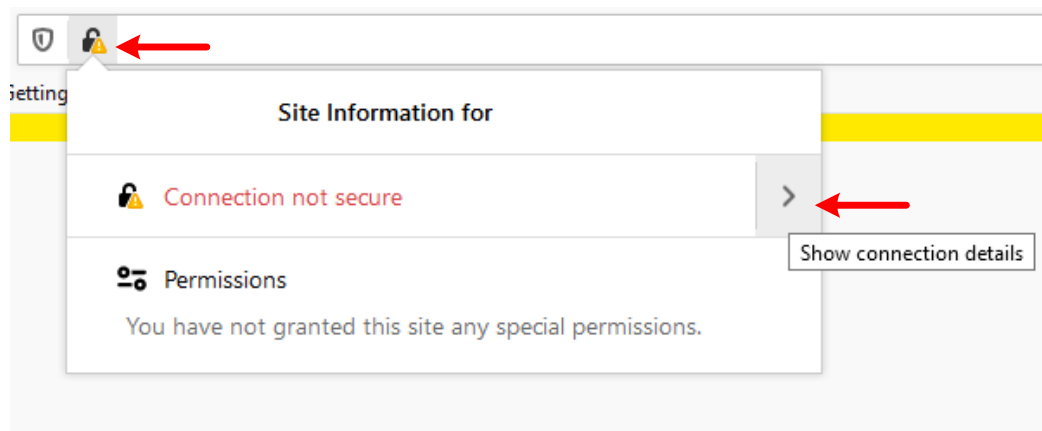 Getting
Site Information for
Connection not secure
Show connection details
Permissions
You have not granted this site any special permissions.